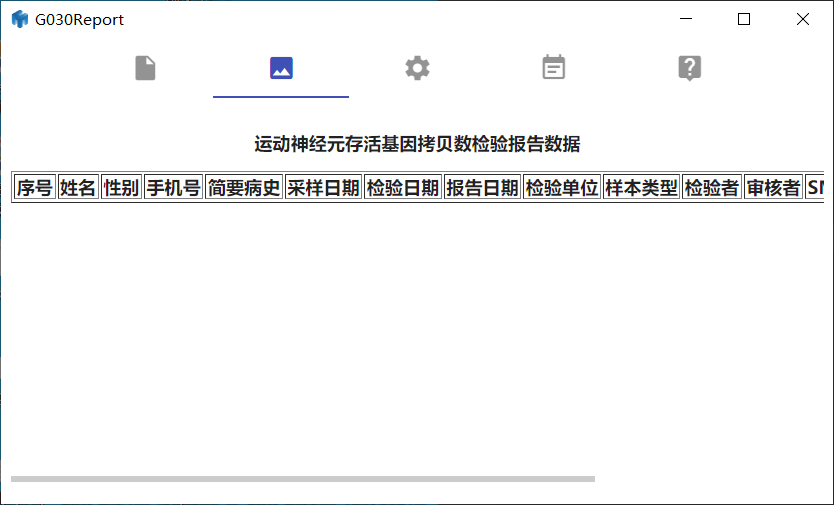 G030Report
运动神经元存活基因拷贝数检验报告数据
序号 姓名 性别 手机号 简要病史 采样日期 检验日期 报告日期 检验单位 样本类型 检验者 审核者